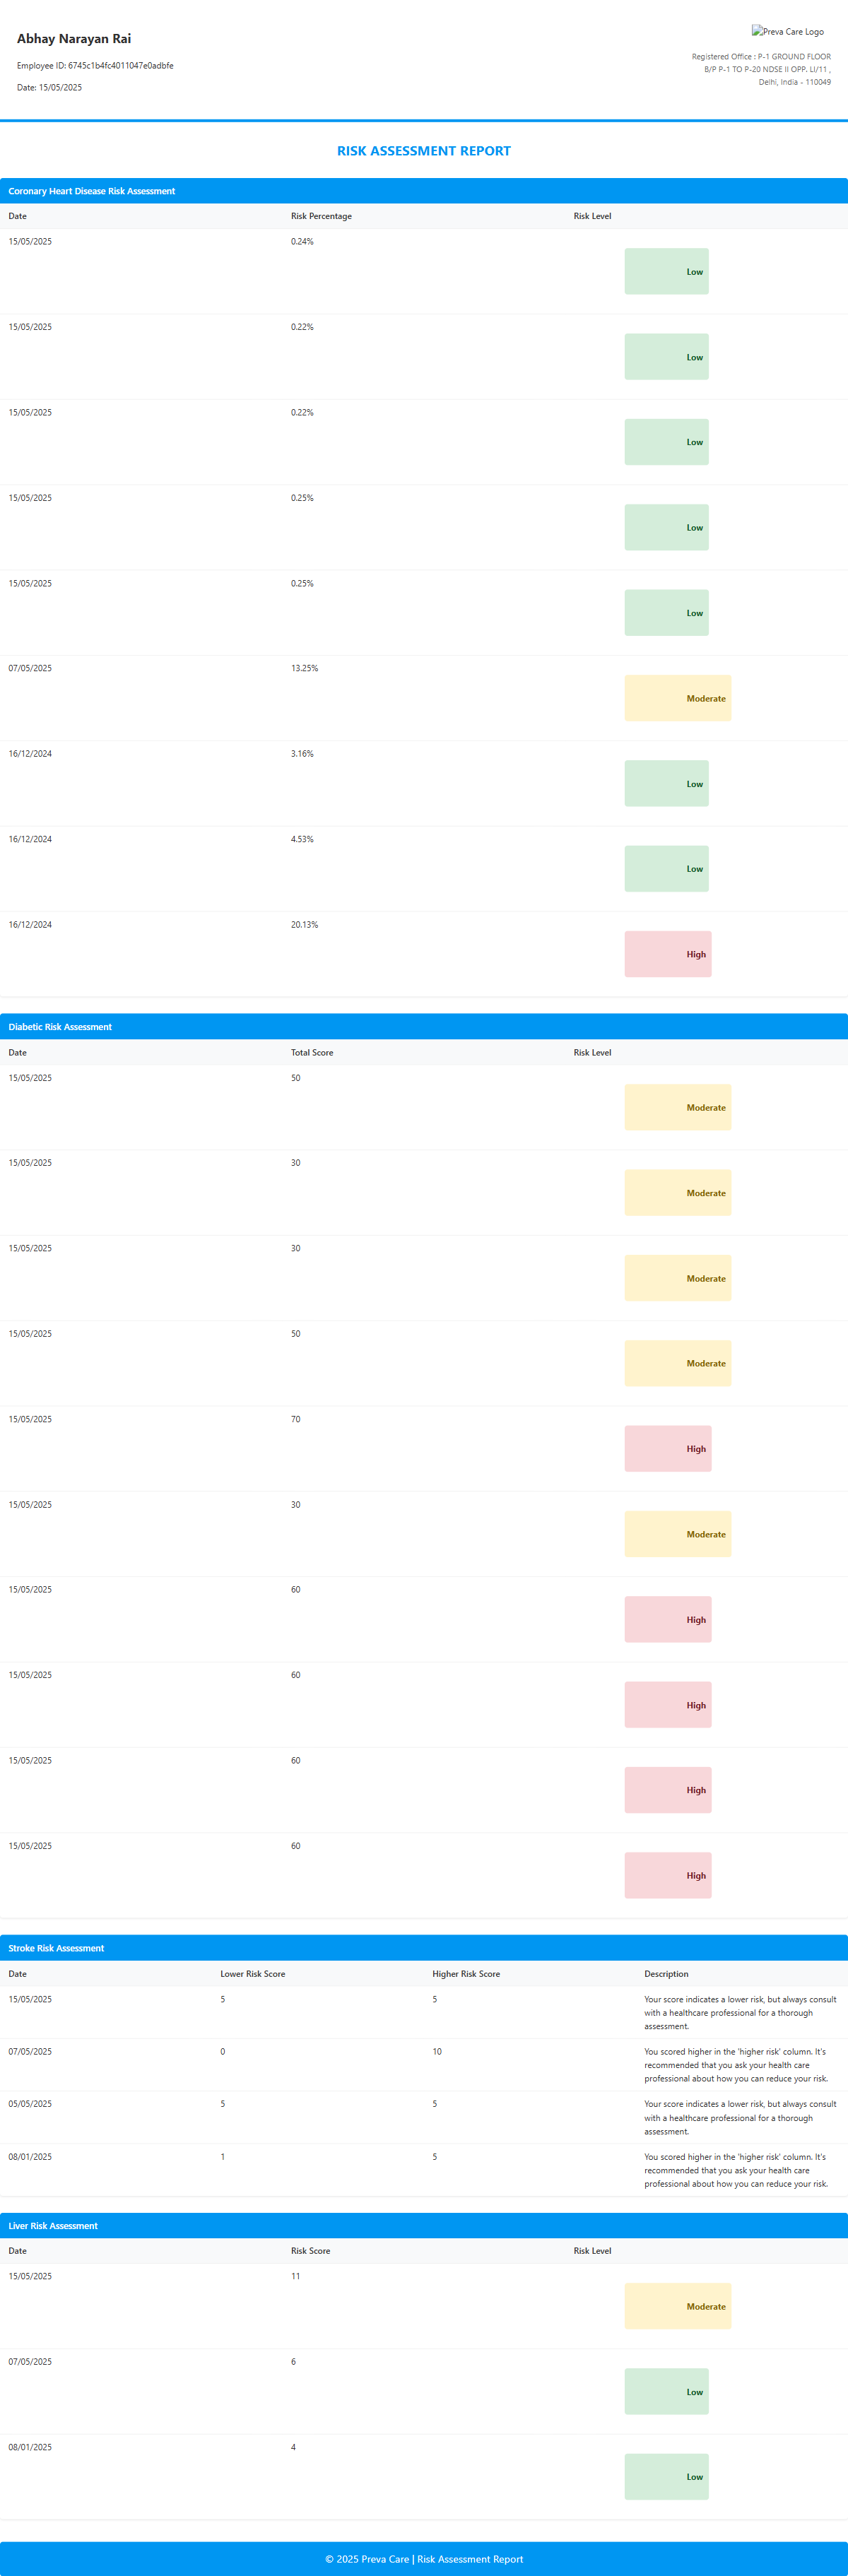 Abhay Narayan Rai
Employee ID: 6745c1b4fc4011047e0adbfe
Date: 15/05/2025
Preva Care Logo
Registered Office : P-1 GROUND FLOOR
B/P P-1 TO P-20 NDSE II OPP. LI/11 ,
Delhi, India - 110049
RISK ASSESSMENT REPORT
Coronary Heart Disease Risk Assessment
Date Risk Percentage Risk Level
15/05/2025 0.24% Low
15/05/2025 0.22% Low
15/05/2025 0.22% Low
15/05/2025 0.25% Low
15/05/2025 0.25% Low
07/05/2025 13.25% Moderate
16/12/2024 3.16% Low
16/12/2024 4.53% Low
16/12/2024 20.13% High
Diabetic Risk Assessment
Date Total Score Risk Level
15/05/2025 50 Moderate
15/05/2025 30 Moderate
15/05/2025 30 Moderate
15/05/2025 50 Moderate
15/05/2025 70 High
15/05/2025 30 Moderate
15/05/2025 60 High
15/05/2025 60 High
15/05/2025 60 High
15/05/2025 60 High
Stroke Risk Assessment
Date Lower Risk Score Higher Risk Score Description
15/05/2025 5 5 Your score indicates a lower risk, but always consult
with a healthcare professional for a thorough
assessment.
07/05/2025 0 10 You scored higher in the 'higher risk' column. It's
recommended that you ask your health care
professional about how you can reduce your risk.
05/05/2025 5 5 Your score indicates a lower risk, but always consult
with a healthcare professional for a thorough
assessment.
08/01/2025 1 5 You scored higher in the 'higher risk' column. It's
recommended that you ask your health care
professional about how you can reduce your risk.
Liver Risk Assessment
Date Risk Score Risk Level
15/05/2025 11 Moderate
07/05/2025 6 Low
08/01/2025 4 Low
© 2025 Preva Care | Risk Assessment Report